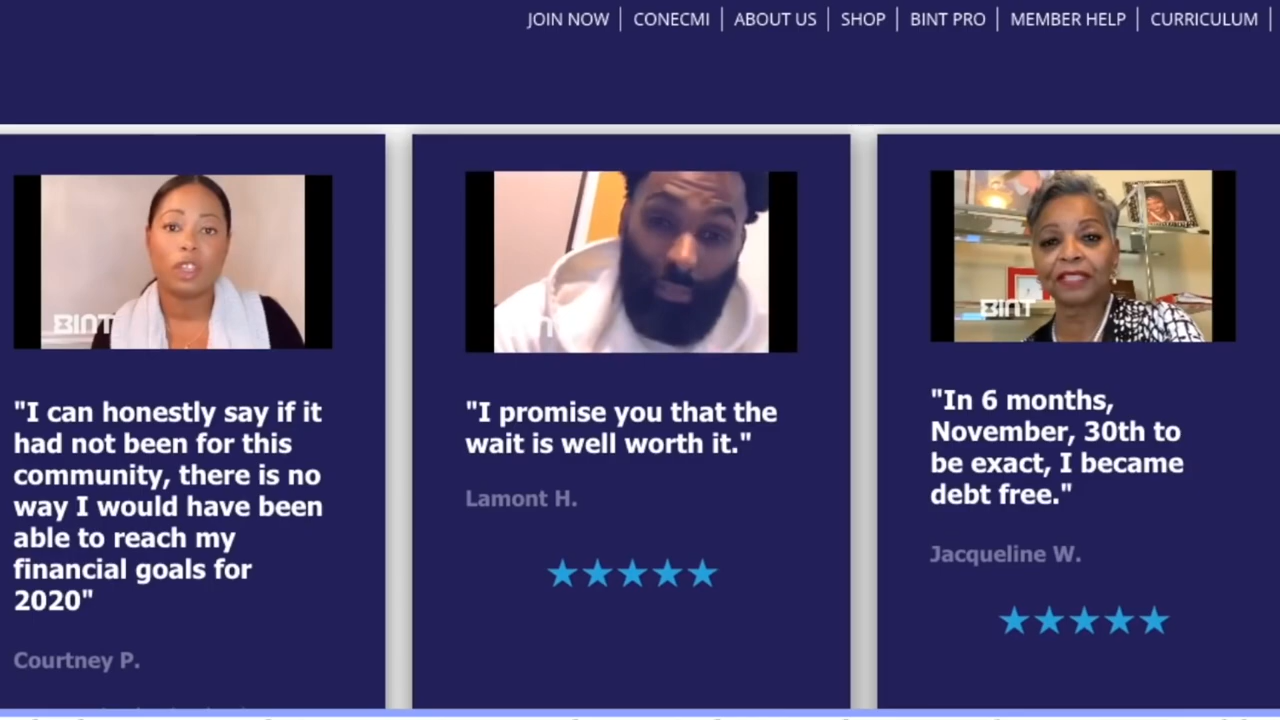 JOIN NOW
CONECMI
ABOUT US
SHOP
BINT PRO
MEMBER HELP
CURRICULUM
BINT
"I can honestly say if it
had not been for this
community, there is no
way I would have been
able to reach my
financial goals for
2020"
Courtney P.
"I promise you that the
wait is well worth it."
Lamont H.
BINT
"In 6 months,
November, 30th to
be exact, I became
debt free."
Jacqueline W.